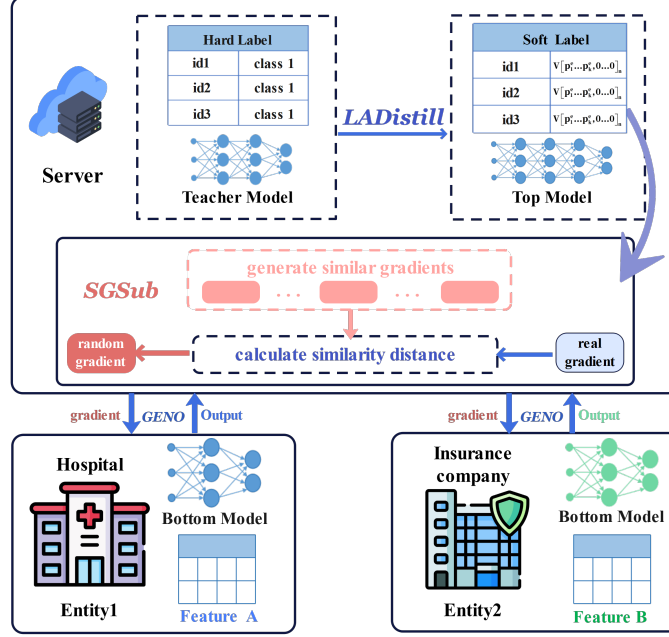 Hard Label
id1 class 1
id2 class 1
id3 class 1
Teacher Model
Server
LADistill
Soft Label
id1
id2
id3
Top Model
SGSub
generate similar gradients
... ...
random gradient
calculate similarity distance
real gradient
gradient GENO Output
gradient GENO Output
Hospital
Bottom Model
Entity1
Feature A
Insurance company
Bottom Model
Entity2
Feature B